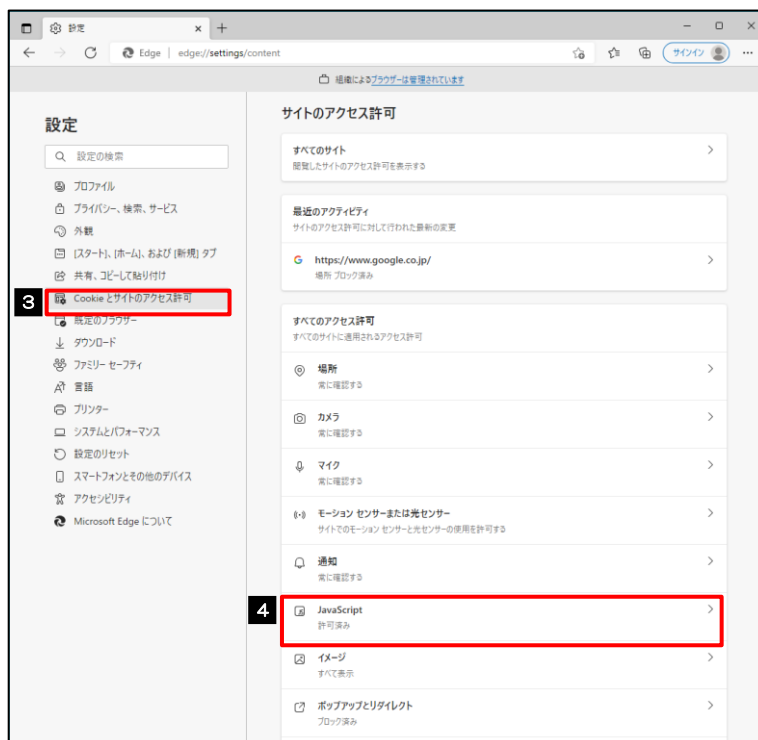 設定
Edge | edge://settings/content
サインイン
組織によるブラウザーは管理されています
設定
設定の検索
プロファイル
プライバシー、検索、サービス
外観
[スタート]、[ホーム]、および [新規] タブ
共有、コピーして貼り付け
3
Cookie とサイトのアクセス許可
既定のブラウザー
ダウンロード
ファミリー セーフティ
言語
プリンター
システムとパフォーマンス
設定のリセット
スマートフォンとその他のデバイス
アクセシビリティ
Microsoft Edge について
サイトのアクセス許可
すべてのサイト
閲覧したサイトのアクセス許可を表示する
最近のアクティビティ
サイトのアクセス許可に対して行われた最新の変更
https://www.google.co.jp/
場所 ブロック済み
すべてのアクセス許可
すべてのサイトに適用されるアクセス許可
場所
常に確認する
カメラ
常に確認する
マイク
常に確認する
モーション センサーまたは光センサー
サイトでのモーション センサーと光センサーの使用を許可する
通知
常に確認する
4
JavaScript
許可済み
イメージ
すべて表示
ポップアップとリダイレクト
ブロック済み